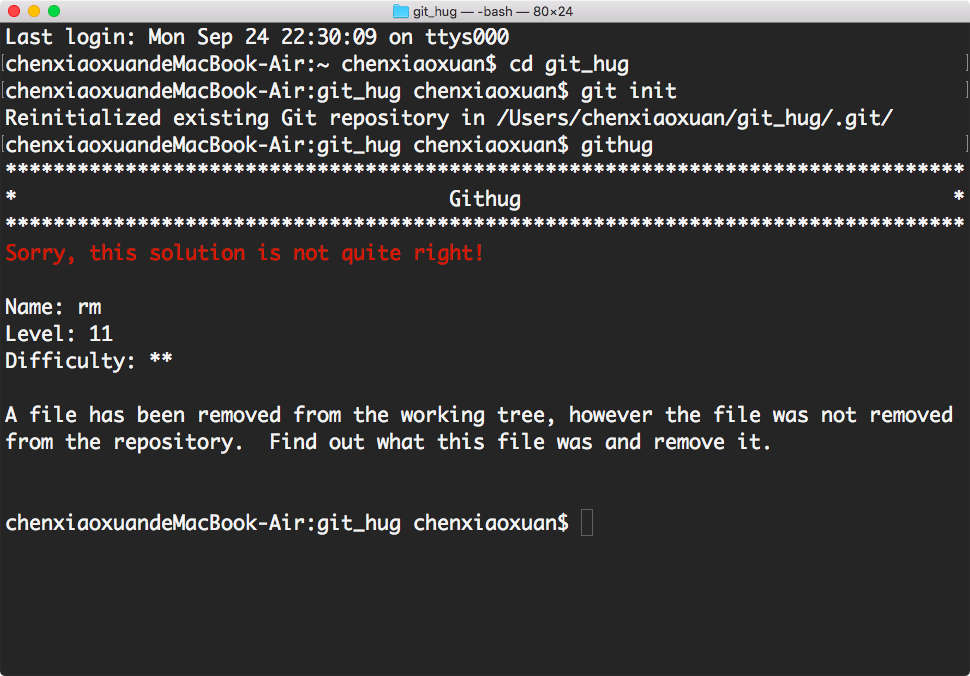 git_hug — -bash — 80×24
Last login: Mon Sep 24 22:30:09 on ttys000
[chenxiaoxuandeMacBook-Air:~ chenxiaoxuan$ cd git_hug ]
[chenxiaoxuandeMacBook-Air:git_hug chenxiaoxuan$ git init ]
Reinitialized existing Git repository in /Users/chenxiaoxuan/git_hug/.git/
[chenxiaoxuandeMacBook-Air:git_hug chenxiaoxuan$ githug ]
********************************************************************************
* Githug *
********************************************************************************
Sorry, this solution is not quite right!
Name: rm
Level: 11
Difficulty: **
A file has been removed from the working tree, however the file was not removed
from the repository.  Find out what this file was and remove it.
chenxiaoxuandeMacBook-Air:git_hug chenxiaoxuan$